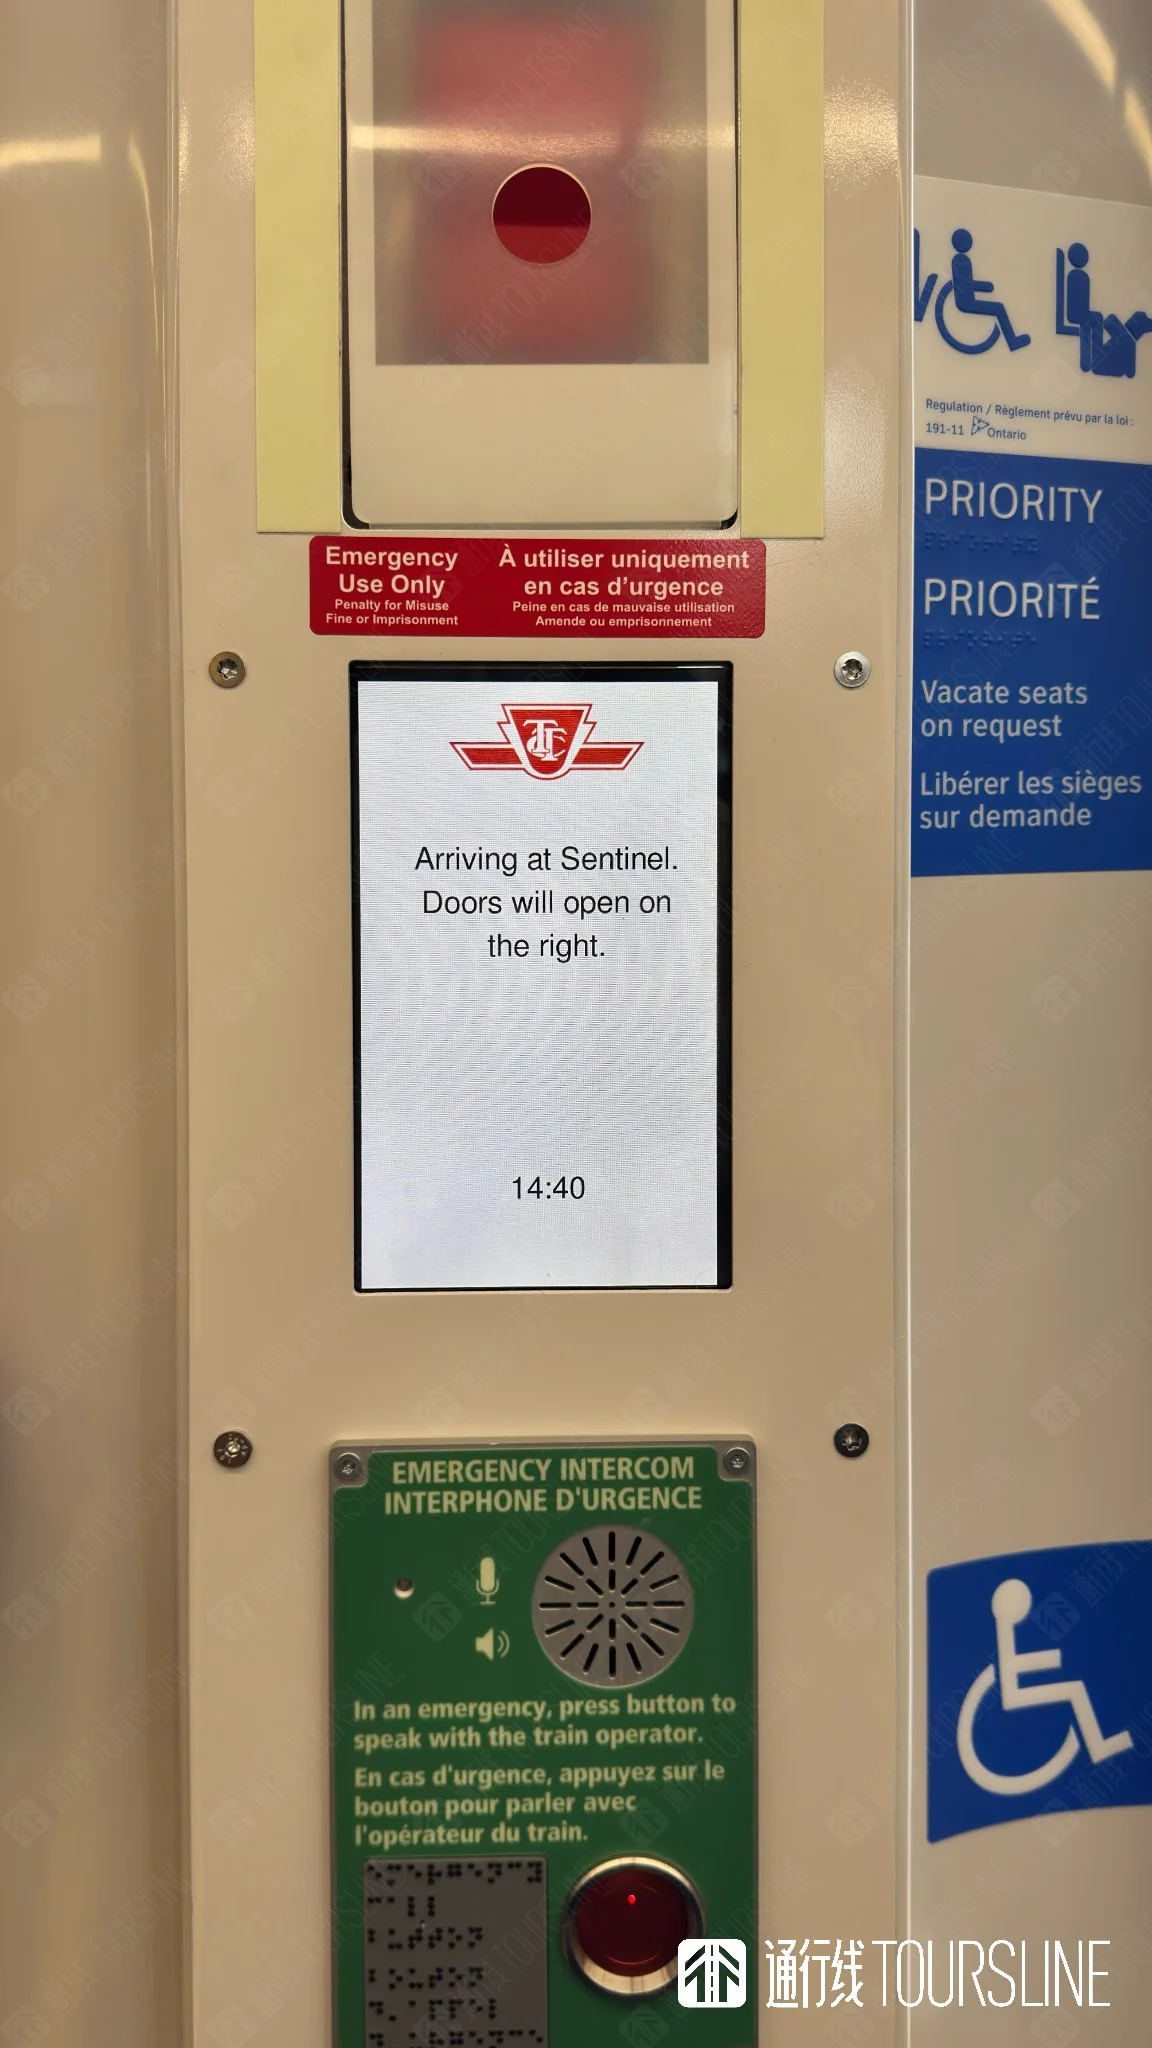 Regulation / Règlement prévu par la loi :
191-11 Ontario
PRIORITY
PRIORITÉ
Vacate seats
on request
Libérer les sièges
sur demande
Emergency
Use Only
Penalty for Misuse
Fine or Imprisonment
À utiliser uniquement
en cas d'urgence
Peine en cas de mauvaise utilisation
Amende ou emprisonnement
TTC
Arriving at Sentinel.
Doors will open on
the right.
14:40
EMERGENCY INTERCOM
INTERPHONE D'URGENCE
In an emergency, press button to
speak with the train operator.
En cas d'urgence, appuyez sur le
bouton pour parler avec
l'opérateur du train.
通行线 TOURSLINE